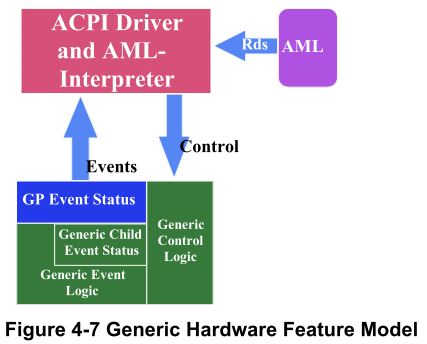 ACPI Driver
and AML-
Interpreter
Rds
AML
Control
Events
GP Event Status
Generic Child
Event Status
Generic Event
Logic
Generic
Control
Logic
Figure 4-7 Generic Hardware Feature Model